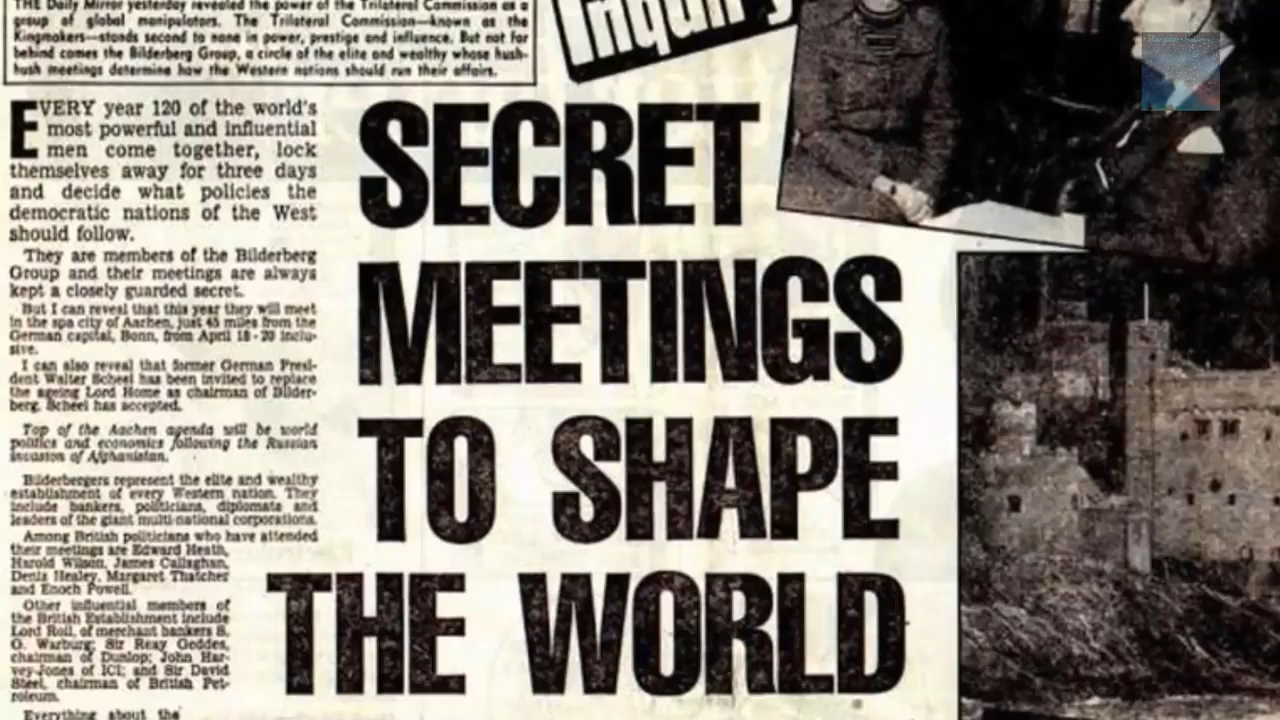 THE Daily Mirror yesterday revealed the power of the Trilateral Commission as a
group of global manipulators. The Trilateral Commission—known as the
Kingmakers—stands second to none in power, prestige and influence. But not far
behind comes the Bilderberg Group, a circle of the elite and wealthy whose hush-
hush meetings determine how the Western nations should run their affairs.
Inquiry
EVERY year 120 of the world's
most powerful and influential
men come together, lock
themselves away for three days
and decide what policies the
democratic nations of the West
should follow.
They are members of the Bilderberg
Group and their meetings are always
kept a closely guarded secret.
But I can reveal that this year they will meet
in the spa city of Aachen, just 45 miles from the
German capital, Bonn, from April 18-20 inclu-
sive.
I can also reveal that former German Presi-
dent Walter Scheel has been invited to replace
the ageing Lord Home as chairman of Bilder-
berg. Scheel has accepted.
Top of the Aachen agenda will be world
politics and economics following the Russian
invasion of Afghanistan.
Bilderbergers represent the elite and wealthy
establishment of every Western nation. They
include bankers, politicians, diplomats and
leaders of the giant multi-national corporations.
Among British politicians who have attended
their meetings are Edward Heath,
Harold Wilson, James Callaghan,
Denis Healey, Margaret Thatcher
and Enoch Powell.
Other influential members of
the British Establishment include
Lord Roll, of merchant bankers S.
G. Warburg; Sir Reay Geddes,
chairman of Dunlop; John Har-
vey-Jones of ICI; and Sir David
Steel, chairman of British Pet-
roleum.
Everything about the
SECRET
MEETINGS
TO SHAPE
THE WORLD